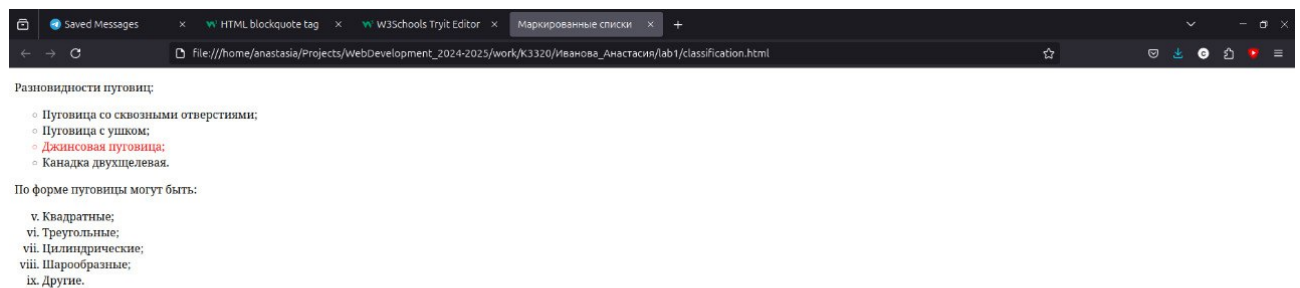 Saved Messages
HTML blockquote tag
W3Schools Tryit Editor
Маркированные списки
file:///home/anastasia/Projects/WebDevelopment_2024-2025/work/K3320/Иванова_Анастасия/lab1/classification.html
Разновидности пуговиц:
Пуговица со сквозными отверстиями;
Пуговица с ушком;
Джинсовая пуговица;
Канадка двухщелевая.
По форме пуговицы могут быть:
v. Квадратные;
vi. Треугольные;
vii. Цилиндрические;
viii. Шарообразные;
ix. Другие.